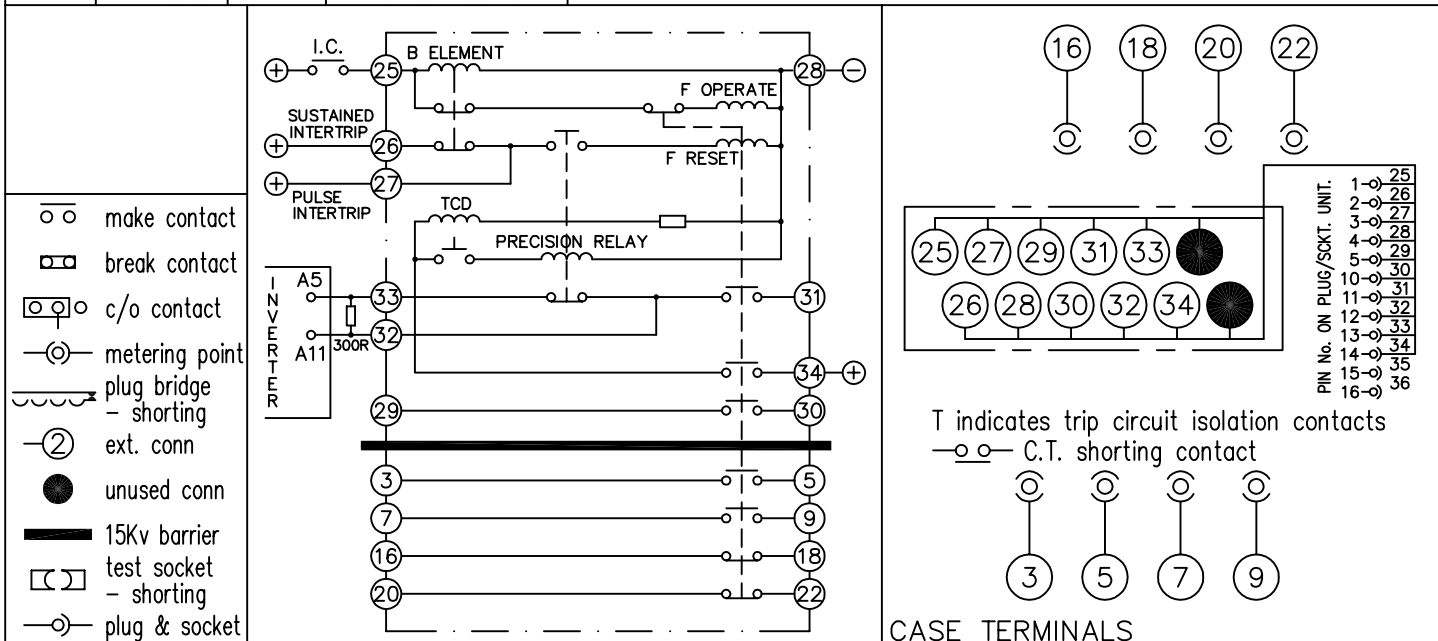 make contact
break contact
c/o contact
metering point
plug bridge
– shorting
2 ext. conn
unused conn
15Kv barrier
test socket
– shorting
plug & socket
I.C.
25
B ELEMENT
28
F OPERATE
SUSTAINED
INTERTRIP
26
F RESET
27
PULSE
INTERTRIP
TCD
PRECISION RELAY
INVERTER
A5
33
31
A11
300R
32
34
29
30
3
5
7
9
16
18
20
22
16 18 20 22
25 27 29 31 33
26 28 30 32 34
PIN No. ON PLUG/SCKT. UNIT.
1 25
2 26
3 27
4 28
5 29
10 30
11 31
12 32
13 33
14 34
15 35
16 36
T indicates trip circuit isolation contacts
C.T. shorting contact
3 5 7 9
CASE TERMINALS